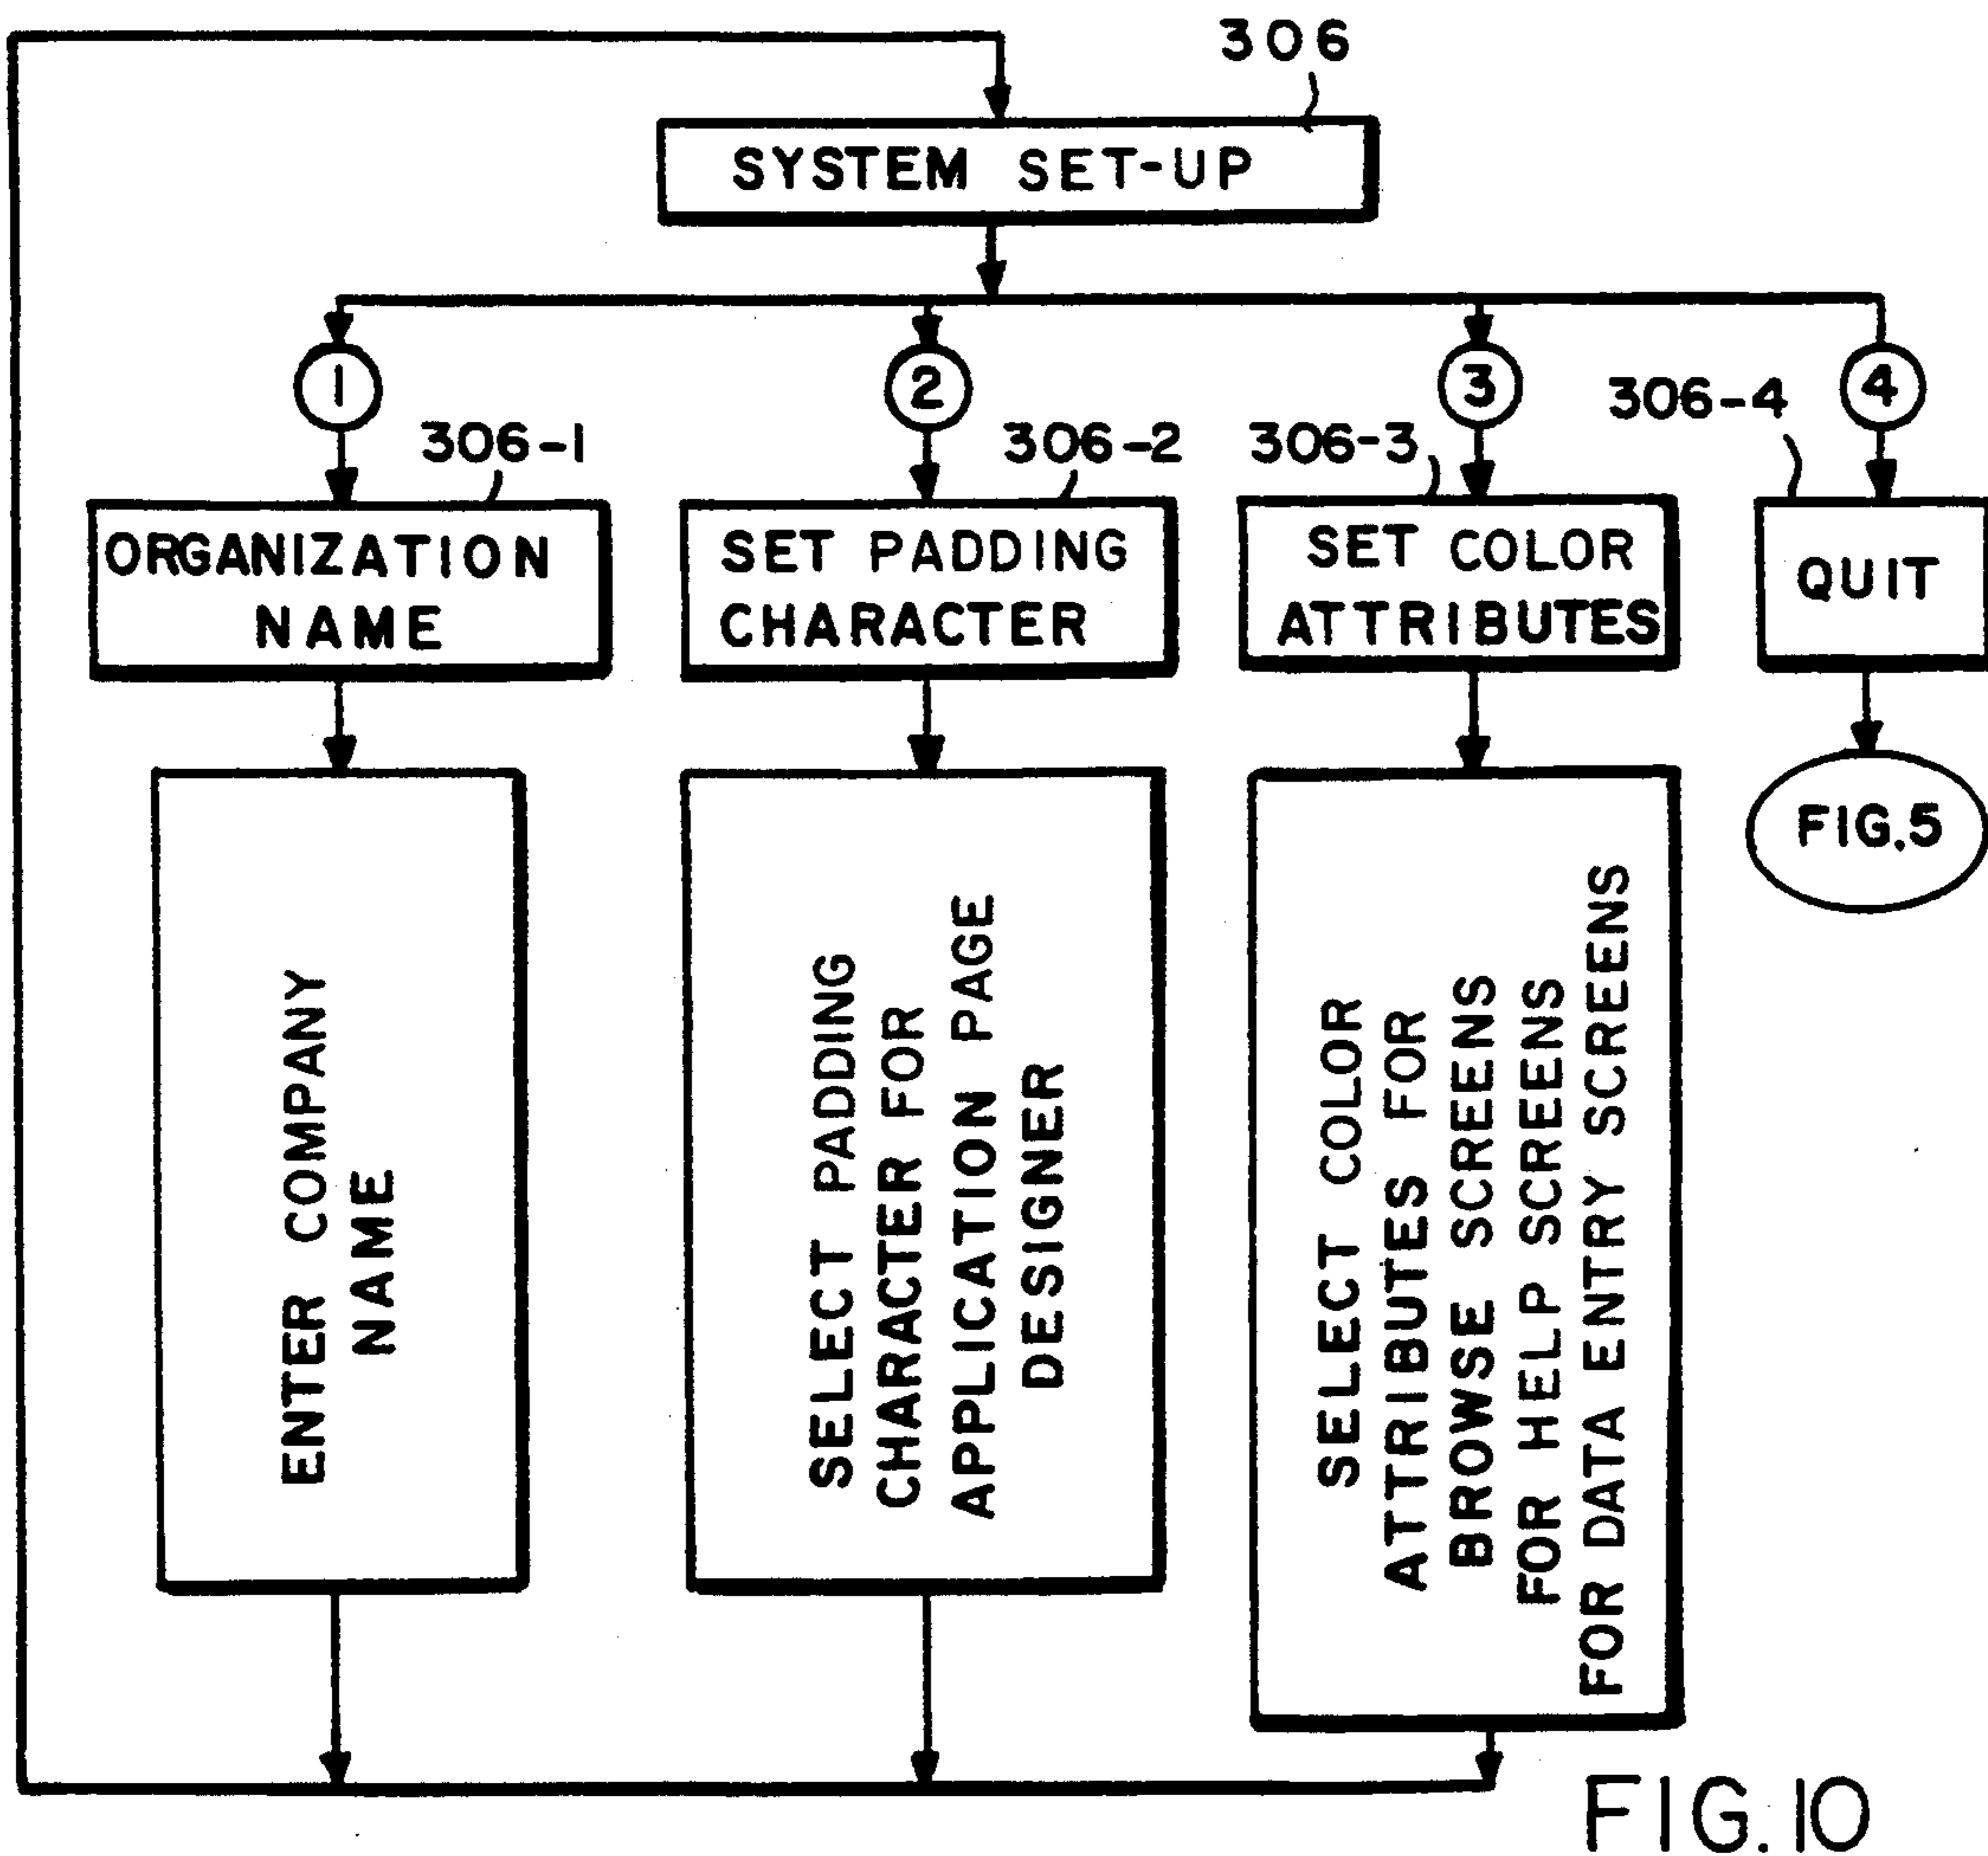 306
SYSTEM SET-UP
1
2
3
4
306-1
306-2
306-3
306-4
ORGANIZATION
NAME
SET PADDING
CHARACTER
SET COLOR
ATTRIBUTES
QUIT
ENTER COMPANY
NAME
SELECT PADDING
CHARACTER FOR
APPLICATION PAGE
DESIGNER
SELECT COLOR
ATTRIBUTES FOR
BROWSE SCREENS
FOR HELP SCREENS
FOR DATA ENTRY SCREENS
FIG.5
FIG.10